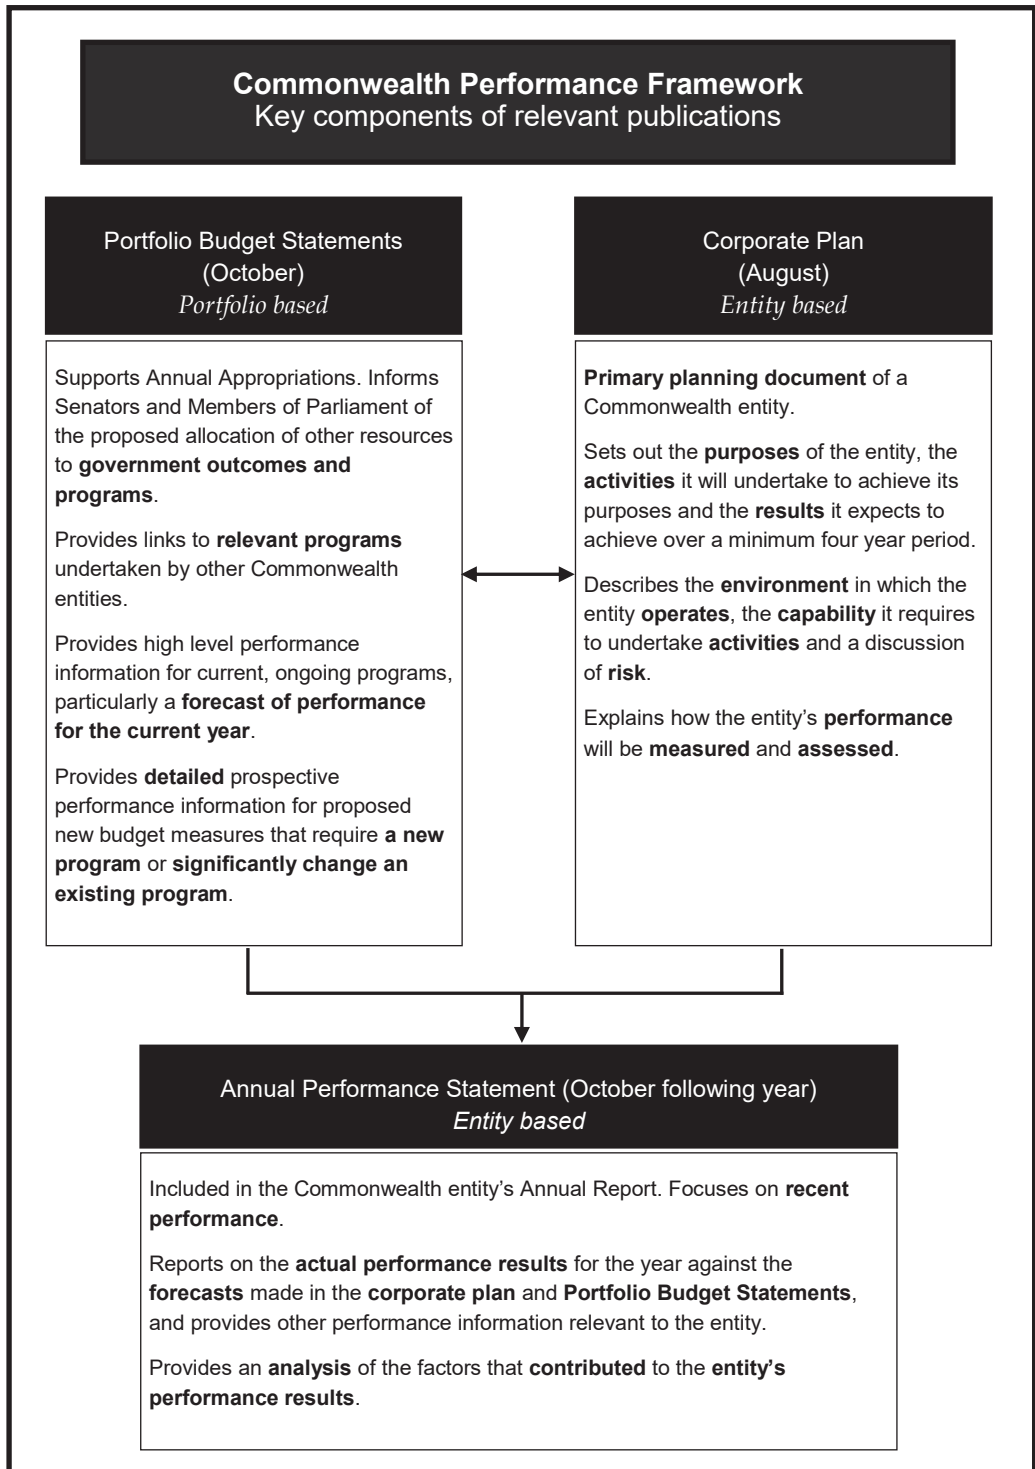 Commonwealth Performance Framework
Key components of relevant publications
Portfolio Budget Statements
(October)
Portfolio based
Supports Annual Appropriations. Informs
Senators and Members of Parliament of
the proposed allocation of other resources
to government outcomes and
programs.
Provides links to relevant programs
undertaken by other Commonwealth
entities.
Provides high level performance
information for current, ongoing programs,
particularly a forecast of performance
for the current year.
Provides detailed prospective
performance information for proposed
new budget measures that require a new
program or significantly change an
existing program.
Corporate Plan
(August)
Entity based
Primary planning document of a
Commonwealth entity.
Sets out the purposes of the entity, the
activities it will undertake to achieve its
purposes and the results it expects to
achieve over a minimum four year period.
Describes the environment in which the
entity operates, the capability it requires
to undertake activities and a discussion
of risk.
Explains how the entity’s performance
will be measured and assessed.
Annual Performance Statement (October following year)
Entity based
Included in the Commonwealth entity’s Annual Report. Focuses on recent
performance.
Reports on the actual performance results for the year against the
forecasts made in the corporate plan and Portfolio Budget Statements,
and provides other performance information relevant to the entity.
Provides an analysis of the factors that contributed to the entity’s
performance results.